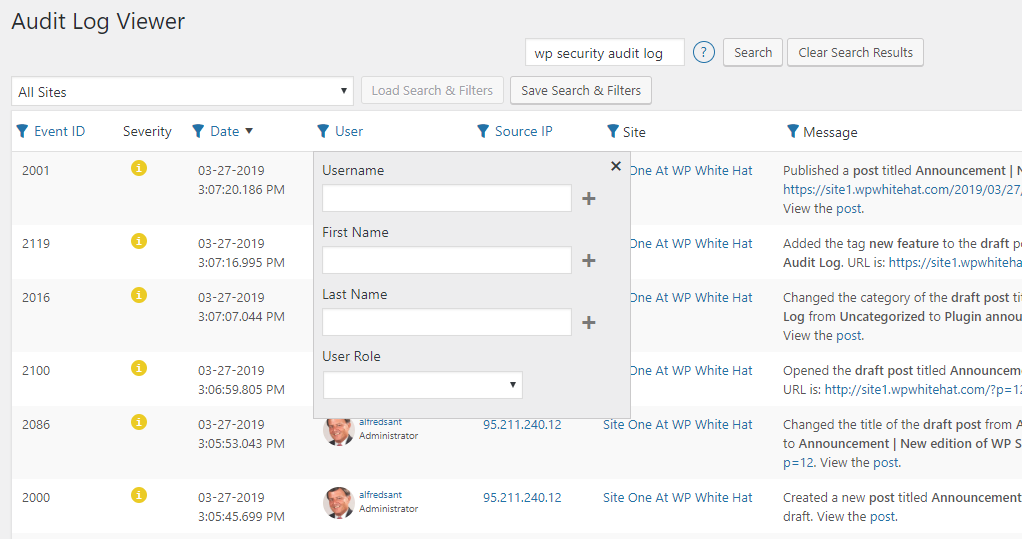 Audit Log Viewer
wp security audit log ? Search Clear Search Results
All Sites Load Search & Filters Save Search & Filters
Event ID Severity Date User Source IP Site Message
Username
First Name
Last Name
User Role
2001 03-27-2019 One At WP White Hat Published a post titled Announcement |
3:07:20.186 PM https://site1.wpwhitehat.com/2019/03/27/
View the post.
2119 03-27-2019 One At WP White Hat Added the tag new feature to the draft
3:07:16.995 PM Audit Log. URL is: https://site1.wpwhiteha
2016 03-27-2019 One At WP White Hat Changed the category of the draft post
3:07:07.044 PM Log from Uncategorized to Plugin annou
View the post.
2100 03-27-2019 One At WP White Hat Opened the draft post titled Announcem
3:06:59.805 PM URL is: http://site1.wpwhitehat.com/?p=12
2086 03-27-2019 alfredsant 95.211.240.12 Site One At WP White Hat Changed the title of the draft post from
3:05:53.043 PM Administrator to Announcement | New edition of WP S
p=12. View the post.
2000 03-27-2019 alfredsant 95.211.240.12 Site One At WP White Hat Created a new post titled Announcement
3:05:45.699 PM Administrator draft. View the post.